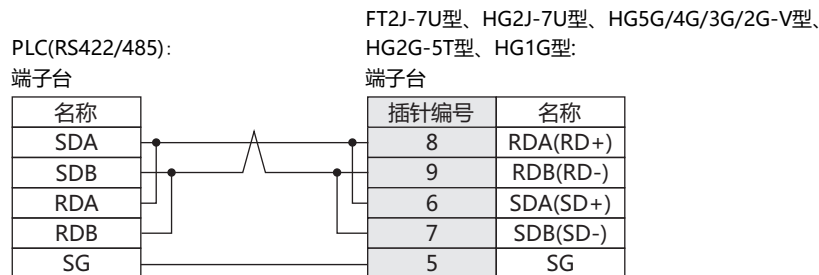 FT2J-7U型、HG2J-7U型、HG5G/4G/3G/2G-V型、
PLC(RS422/485):
HG2G-5T型、HG1G型:
端子台
端子台
名称
插针编号
名称
SDA
8
RDA(RD+)
SDB
9
RDB(RD-)
RDA
6
SDA(SD+)
RDB
7
SDB(SD-)
SG
5
SG